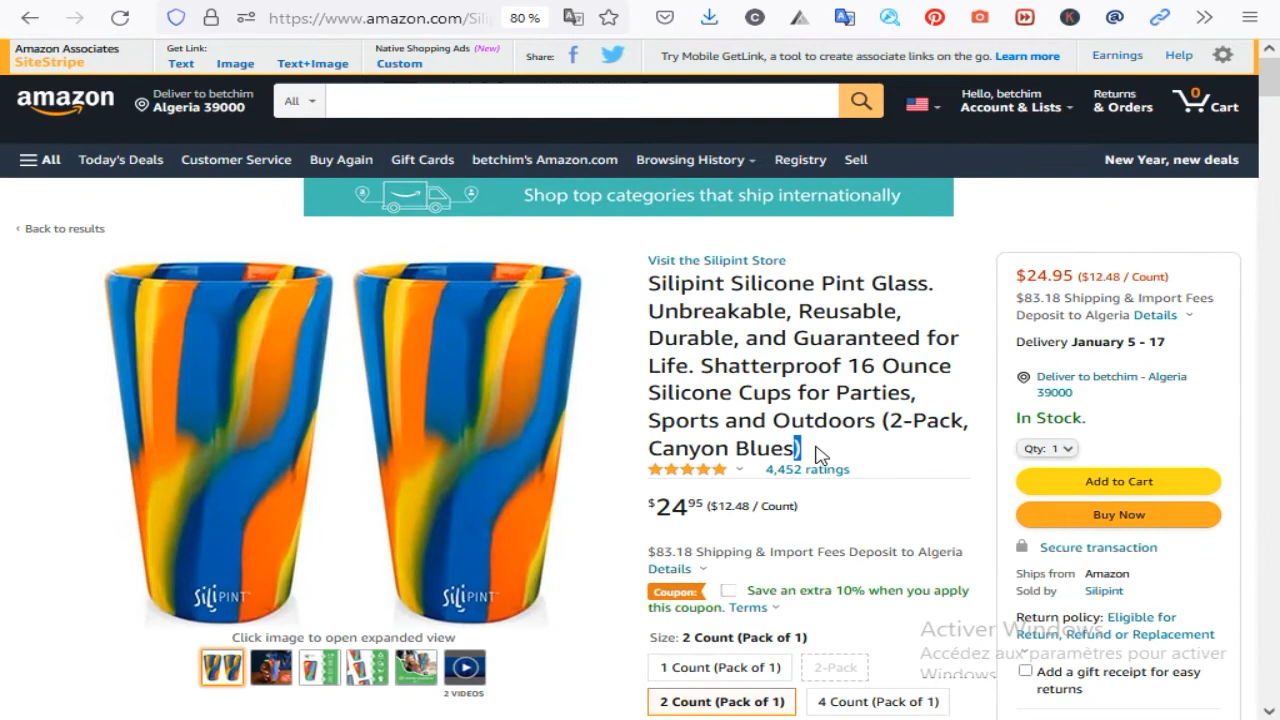 https://www.amazon.com/Sili
80 %
Amazon Associates
SiteStripe
Get Link:
Text
Image
Text+Image
Native Shopping Ads (New)
Custom
Share:
Try Mobile GetLink, a tool to create associate links on the go. Learn more
Earnings
Help
amazon
Deliver to betchim
Algeria 39000
All
Hello, betchim
Account & Lists
Returns
& Orders
0
Cart
All
Today's Deals
Customer Service
Buy Again
Gift Cards
betchim's Amazon.com
Browsing History
Registry
Sell
New Year, new deals
Shop top categories that ship internationally
‹ Back to results
Visit the Silipint Store
Silipint Silicone Pint Glass.
Unbreakable, Reusable,
Durable, and Guaranteed for
Life. Shatterproof 16 Ounce
Silicone Cups for Parties,
Sports and Outdoors (2-Pack,
Canyon Blues)
4,452 ratings
$24.95 ($12.48 / Count)
$83.18 Shipping & Import Fees Deposit to Algeria
Details
Coupon:
Save an extra 10% when you apply
this coupon. Terms
Size: 2 Count (Pack of 1)
1 Count (Pack of 1)
2-Pack
2 Count (Pack of 1)
4 Count (Pack of 1)
SiLiPINT™
SiLiPINT™
Click image to open expanded view
2 VIDEOS
$24.95 ($12.48 / Count)
$83.18 Shipping & Import Fees
Deposit to Algeria Details
Delivery January 5 - 17
Deliver to betchim - Algeria
39000
In Stock.
Qty: 1
Add to Cart
Buy Now
Secure transaction
Ships from Amazon
Sold by Silipint
Return policy: Eligible for
Return, Refund or Replacement
Add a gift receipt for easy
returns
Activer Windows
Accédez aux paramètres pour activer
Windows.